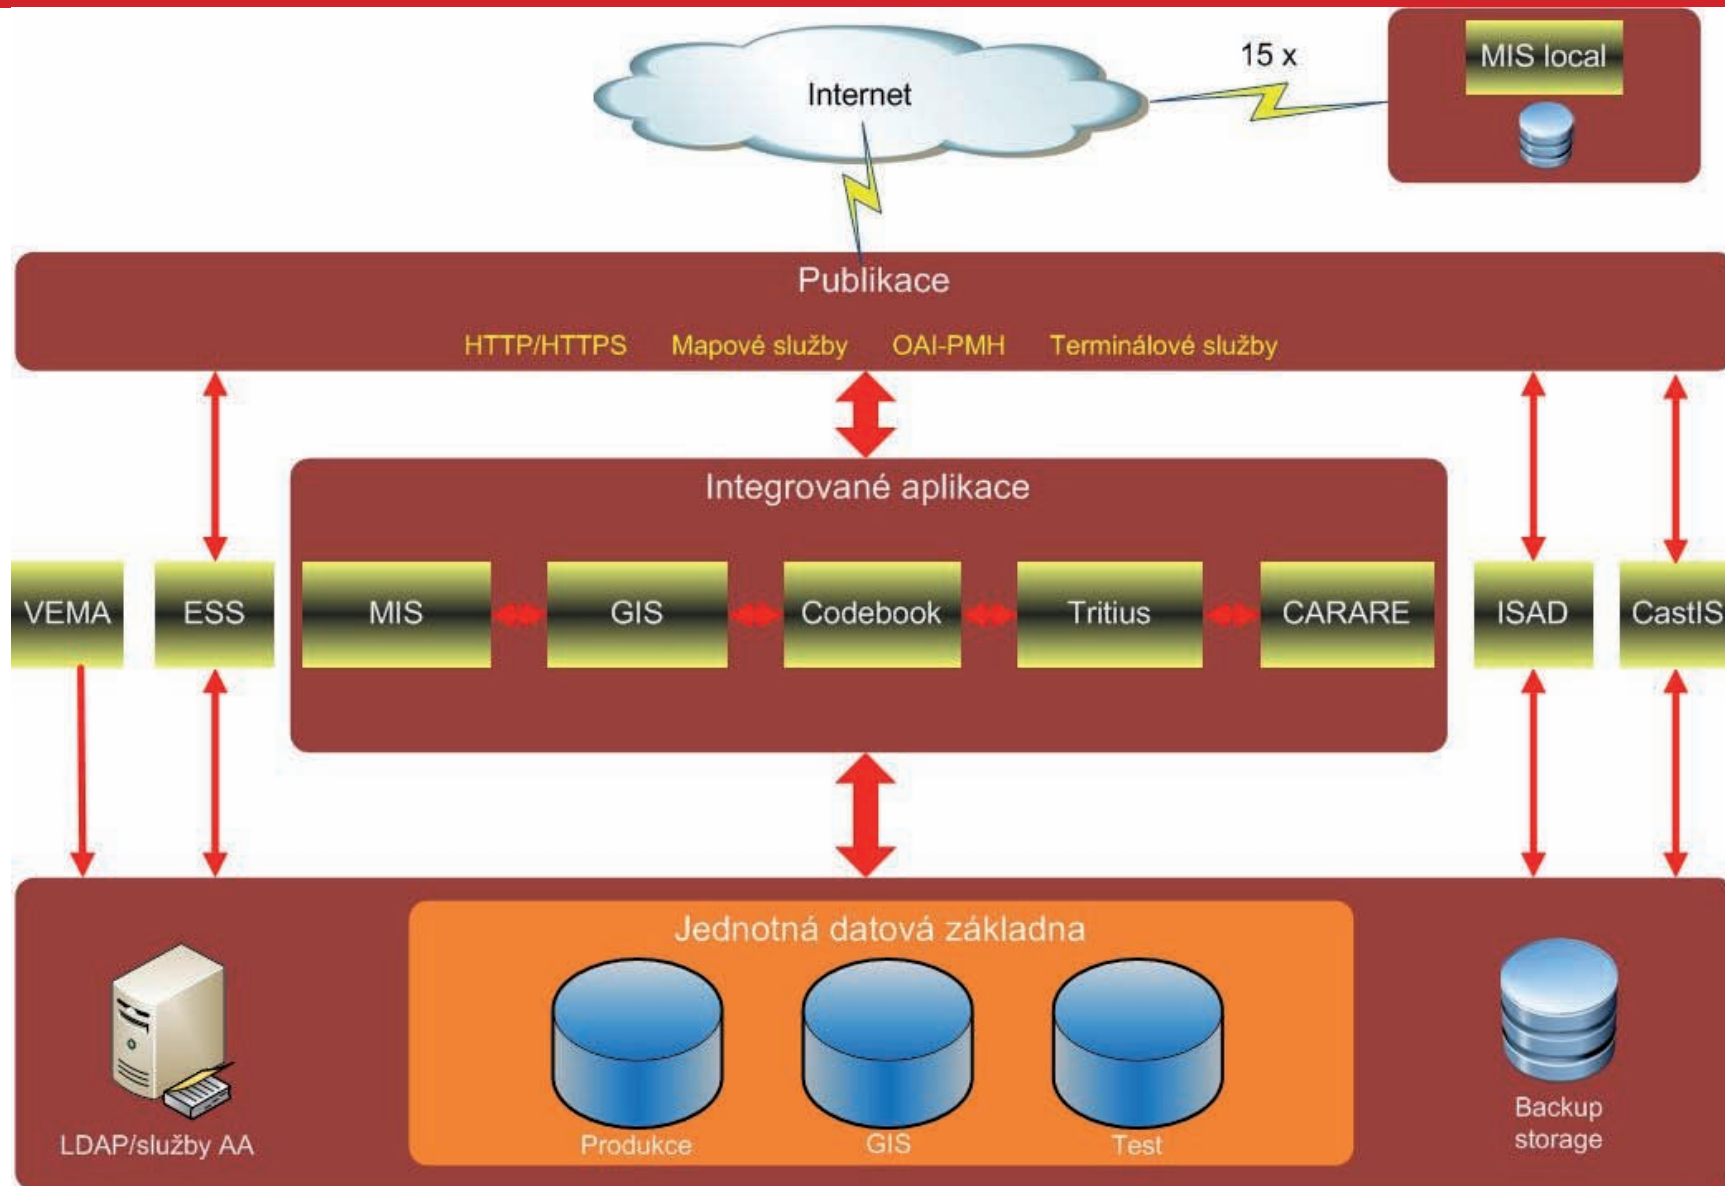 Internet
15 x
MIS local
Publikace
HTTP/HTTPS Mapové služby OAI-PMH Terminálové služby
Integrované aplikace
VEMA ESS MIS GIS Codebook Tritius CARARE ISAD CastIS
Jednotná datová základna
LDAP/služby AA
Produkce GIS Test
Backup
storage